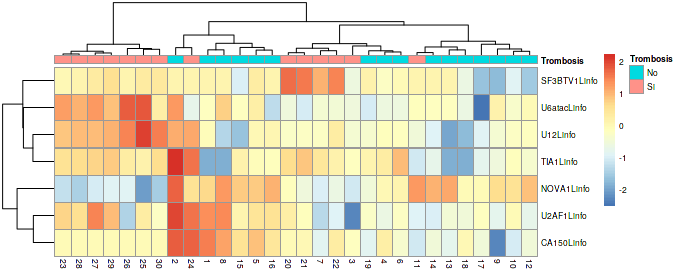 Trombosis
SF3BTV1Linfo
U6atacLinfo
U12Linfo
TIA1Linfo
NOVA1Linfo
U2AF1Linfo
CA150Linfo
23 28 27 29 26 25 30 2 24 1 8 15 5 16 20 21 7 22 3 19 4 6 11 14 13 18 17 9 10 12
2
1
0
-1
-2
Trombosis
No
Si